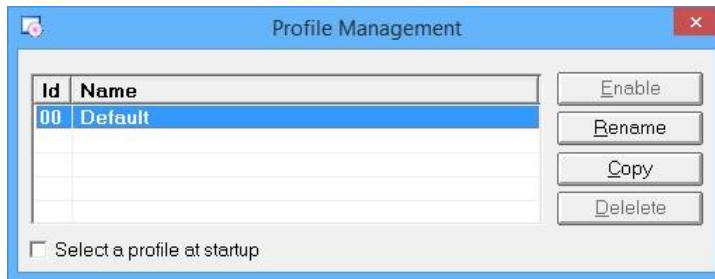 Profile Management
Id Name
00 Default
Enable
Rename
Copy
Delelete
Select a profile at startup